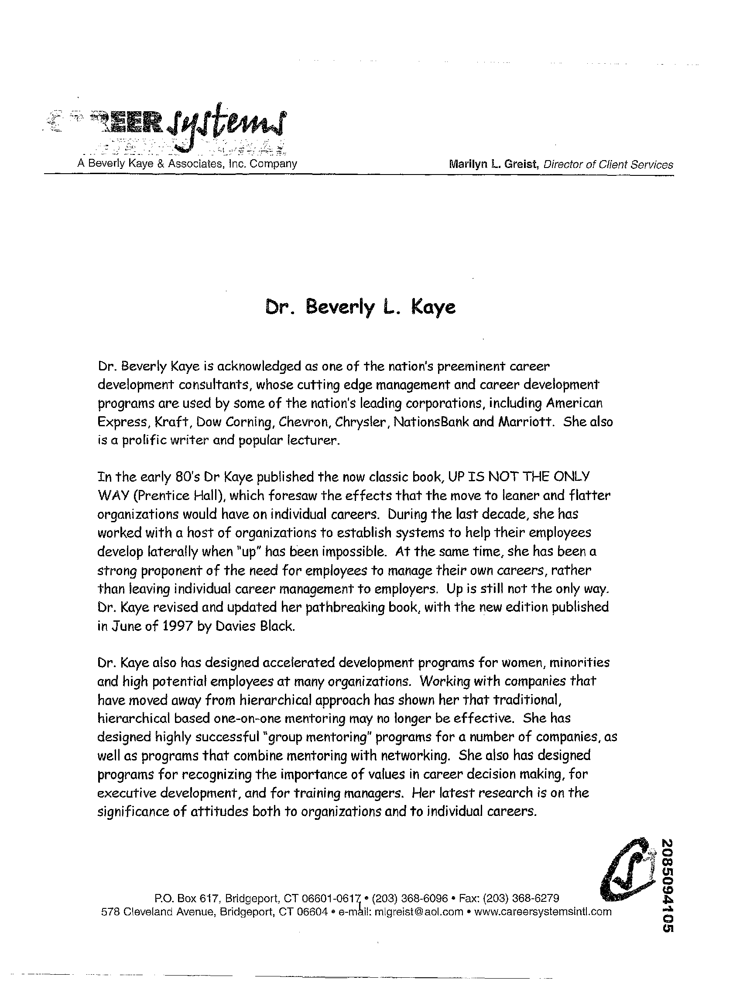 CAREER systems
A Beverly Kaye & Associates, Inc. Company
Marilyn L. Greist, Director of Client Services
Dr. Beverly L. Kaye
Dr. Beverly Kaye is acknowledged as one of the nation's preeminent career
development consultants, whose cutting edge management and career development
programs are used by some of the nation's leading corporations, including American
Express, Kraft, Dow Corning, Chevron, Chrysler, NationsBank and Marriott. She also
is a prolific writer and popular lecturer.
In the early 80's Dr Kaye published the now classic book, UP IS NOT THE ONLY
WAY (Prentice Hall), which foresaw the effects that the move to leaner and flatter
organizations would have on individual careers. During the last decade, she has
worked with a host of organizations to establish systems to help their employees
develop laterally when "up" has been impossible. At the same time, she has been a
strong proponent of the need for employees to manage their own careers, rather
than leaving individual career management to employers. Up is still not the only way.
Dr. Kaye revised and updated her pathbreaking book, with the new edition published
in June of 1997 by Davies Black.
Dr. Kaye also has designed accelerated development programs for women, minorities
and high potential employees at many organizations. Working with companies that
have moved away from hierarchical approach has shown her that traditional,
hierarchical based one-on-one mentoring may no longer be effective. She has
designed highly successful "group mentoring" programs for a number of companies, as
well as programs that combine mentoring with networking. She also has designed
programs for recognizing the importance of values in career decision making, for
executive development, and for training managers. Her latest research is on the
significance of attitudes both to organizations and to individual careers.
P.O. Box 617, Bridgeport, CT 06601-0617 • (203) 368-6096 • Fax: (203) 368-6279
578 Cleveland Avenue, Bridgeport, CT 06604 • e-mail: mlgreist@aol.com • www.careersystemsintl.com
2085094105